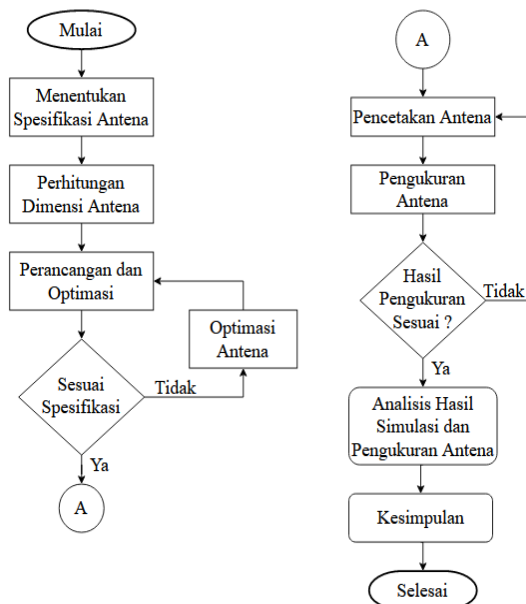 Mulai
Menentukan
Spesifikasi Antena
Perhitungan
Dimensi Antena
Perancangan dan
Optimasi
Optimasi
Antena
Sesuai
Spesifikasi
Tidak
Ya
A
A
Pencetakan Antena
Pengukuran
Antena
Hasil
Pengukuran
Sesuai ?
Tidak
Ya
Analisis Hasil
Simulasi dan
Pengukuran Antena
Kesimpulan
Selesai